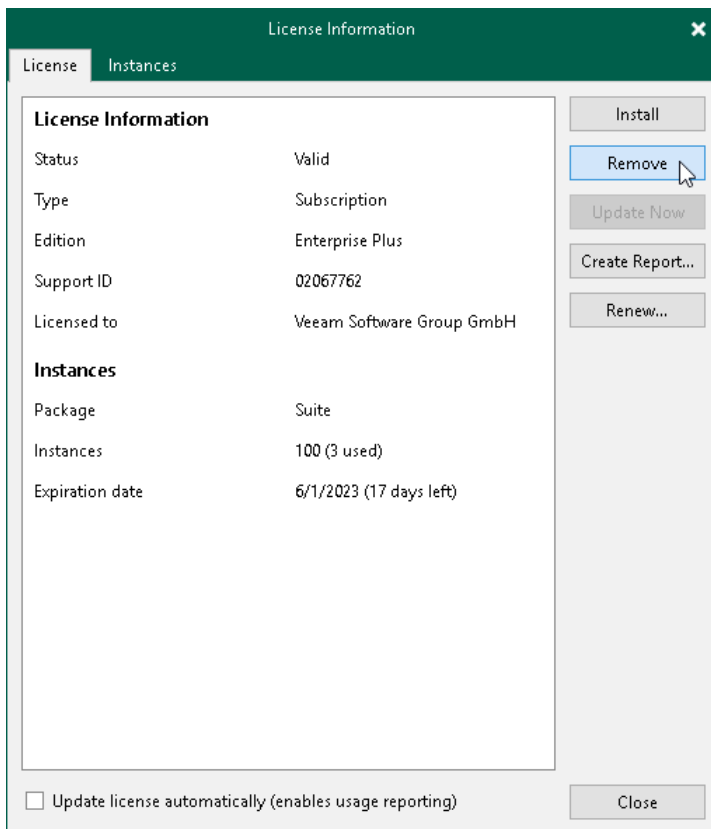 License Information
License Instances
License Information
Install
Status Valid
Remove
Type Subscription
Update Now
Edition Enterprise Plus
Create Report...
Support ID 02067762
Renew...
Licensed to Veeam Software Group GmbH
Instances
Package Suite
Instances 100 (3 used)
Expiration date 6/1/2023 (17 days left)
Update license automatically (enables usage reporting)
Close